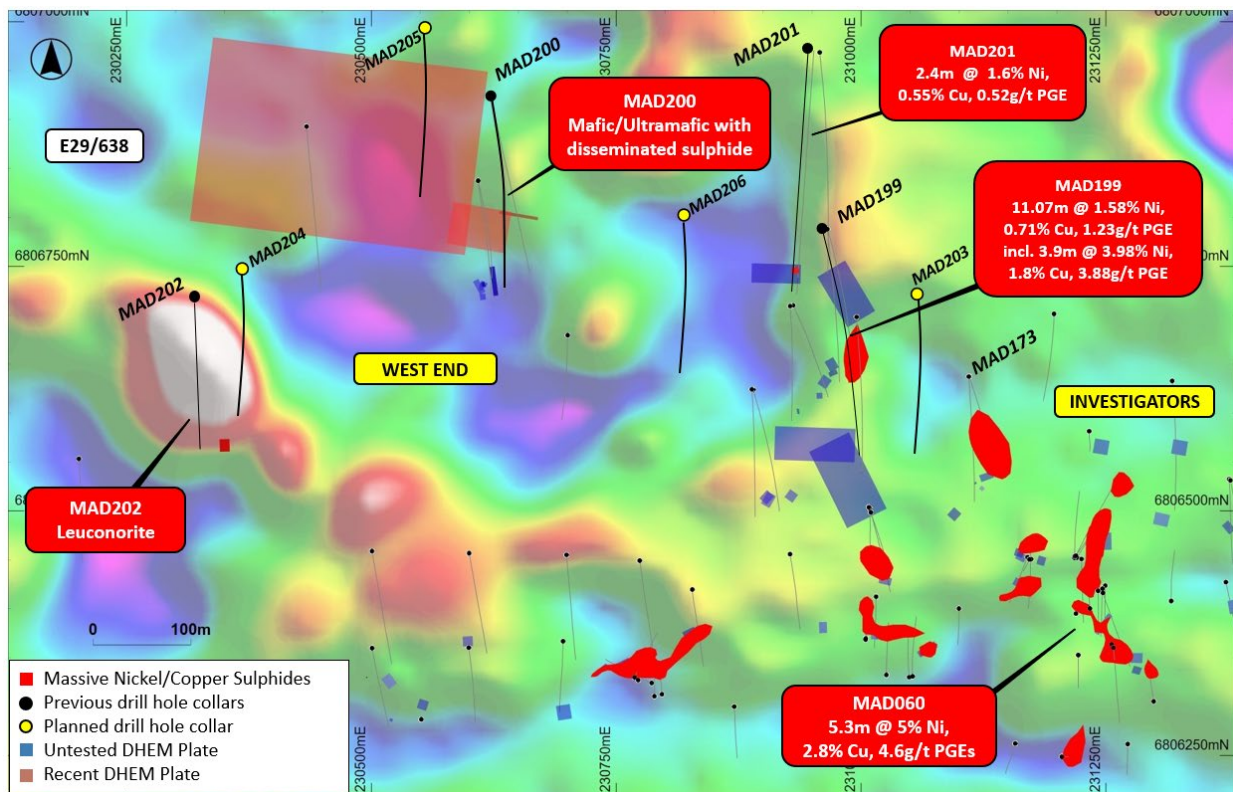 6807000mN
6807000mN
230250mE
230500mE
230750mE
231000mE
231250mE
MAD205
MAD200
MAD201
MAD201
2.4m @ 1.6% Ni,
0.55% Cu, 0.52g/t PGE
MAD200
Mafic/Ultramafic with
disseminated sulphide
E29/638
MAD199
11.07m @ 1.58% Ni,
0.71% Cu, 1.23g/t PGE
incl. 3.9m @ 3.98% Ni,
1.8% Cu, 3.88g/t PGE
MAD206
MAD199
6806750mN
MAD204
MAD203
MAD202
WEST END
MAD173
INVESTIGATORS
MAD202
Leuconorite
6806500mN
0 100m
Massive Nickel/Copper Sulphides
Previous drill hole collars
Planned drill hole collar
Untested DHEM Plate
Recent DHEM Plate
MAD060
5.3m @ 5% Ni,
2.8% Cu, 4.6g/t PGEs
230500mE
230750mE
231250mE
6806250mN